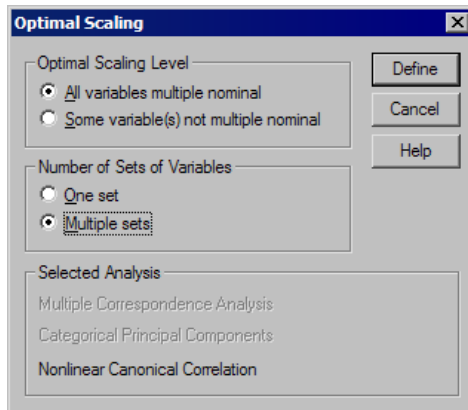 Optimal Scaling
Optimal Scaling Level
All variables multiple nominal
Some variable(s) not multiple nominal
Define
Cancel
Help
Number of Sets of Variables
One set
Multiple sets
Selected Analysis
Multiple Correspondence Analysis
Categorical Principal Components
Nonlinear Canonical Correlation